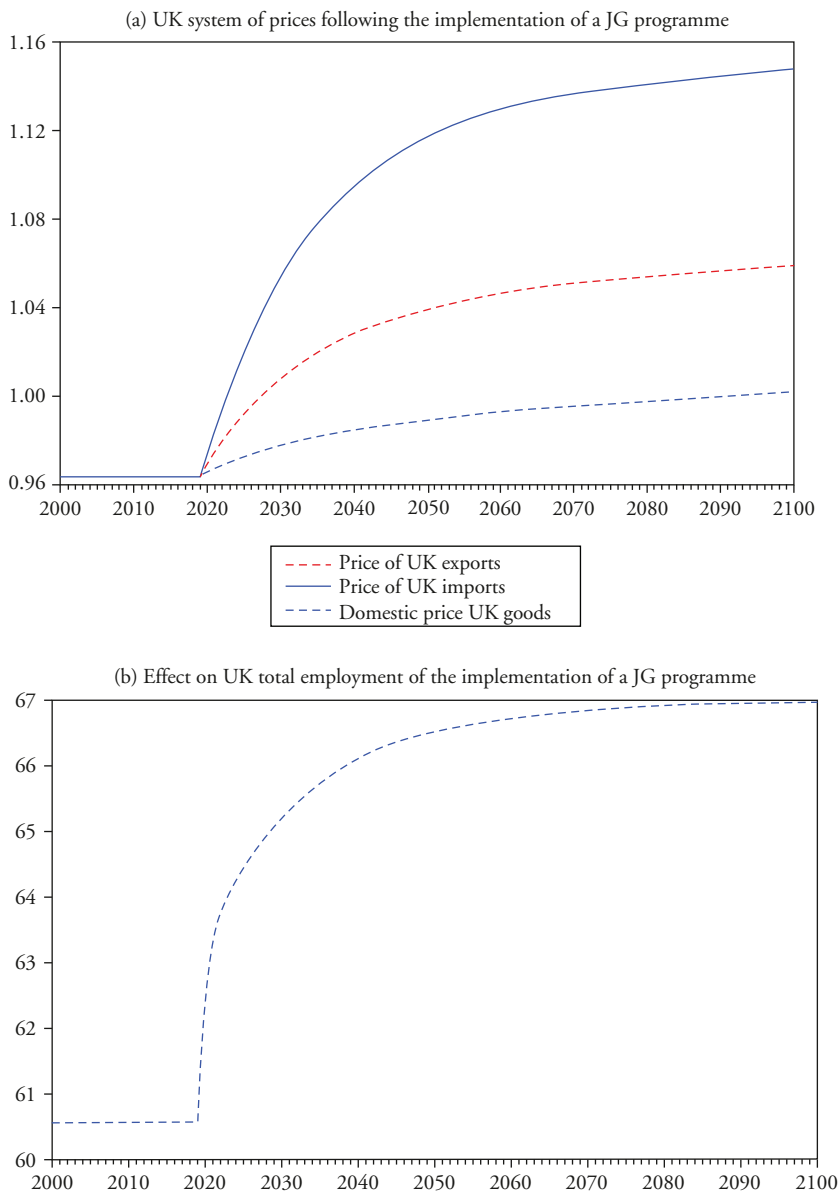 (a) UK system of prices following the implementation of a JG programme
1.16
1.12
1.08
1.04
1.00
0.96
2000 2010 2020 2030 2040 2050 2060 2070 2080 2090 2100
Price of UK exports
Price of UK imports
Domestic price UK goods
(b) Effect on UK total employment of the implementation of a JG programme
67
66
65
64
63
62
61
60
2000 2010 2020 2030 2040 2050 2060 2070 2080 2090 2100